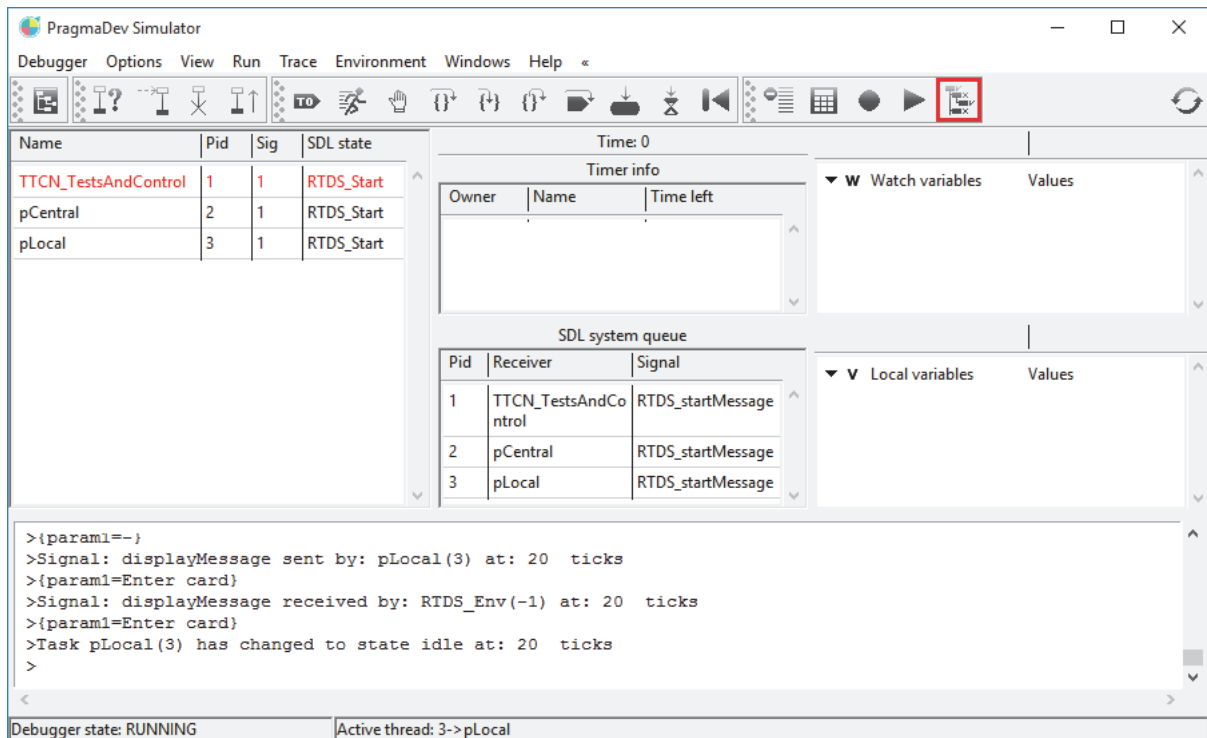 PragmaDev Simulator
Debugger Options View Run Trace Environment Windows Help «
I? TO
Name Pid Sig SDL state
TTCN_TestsAndControl 1 1 RTDS_Start
pCentral 2 1 RTDS_Start
pLocal 3 1 RTDS_Start
Time: 0
Timer info
Owner Name Time left
SDL system queue
Pid Receiver Signal
1 TTCN_TestsAndCo RTDS_startMessage
ntrol
2 pCentral RTDS_startMessage
3 pLocal RTDS_startMessage
W Watch variables Values
V Local variables Values
>{param1=-}
>Signal: displayMessage sent by: pLocal(3) at: 20 ticks
>{param1=Enter card}
>Signal: displayMessage received by: RTDS_Env(-1) at: 20 ticks
>{param1=Enter card}
>Task pLocal(3) has changed to state idle at: 20 ticks
>
Debugger state: RUNNING Active thread: 3->pLocal